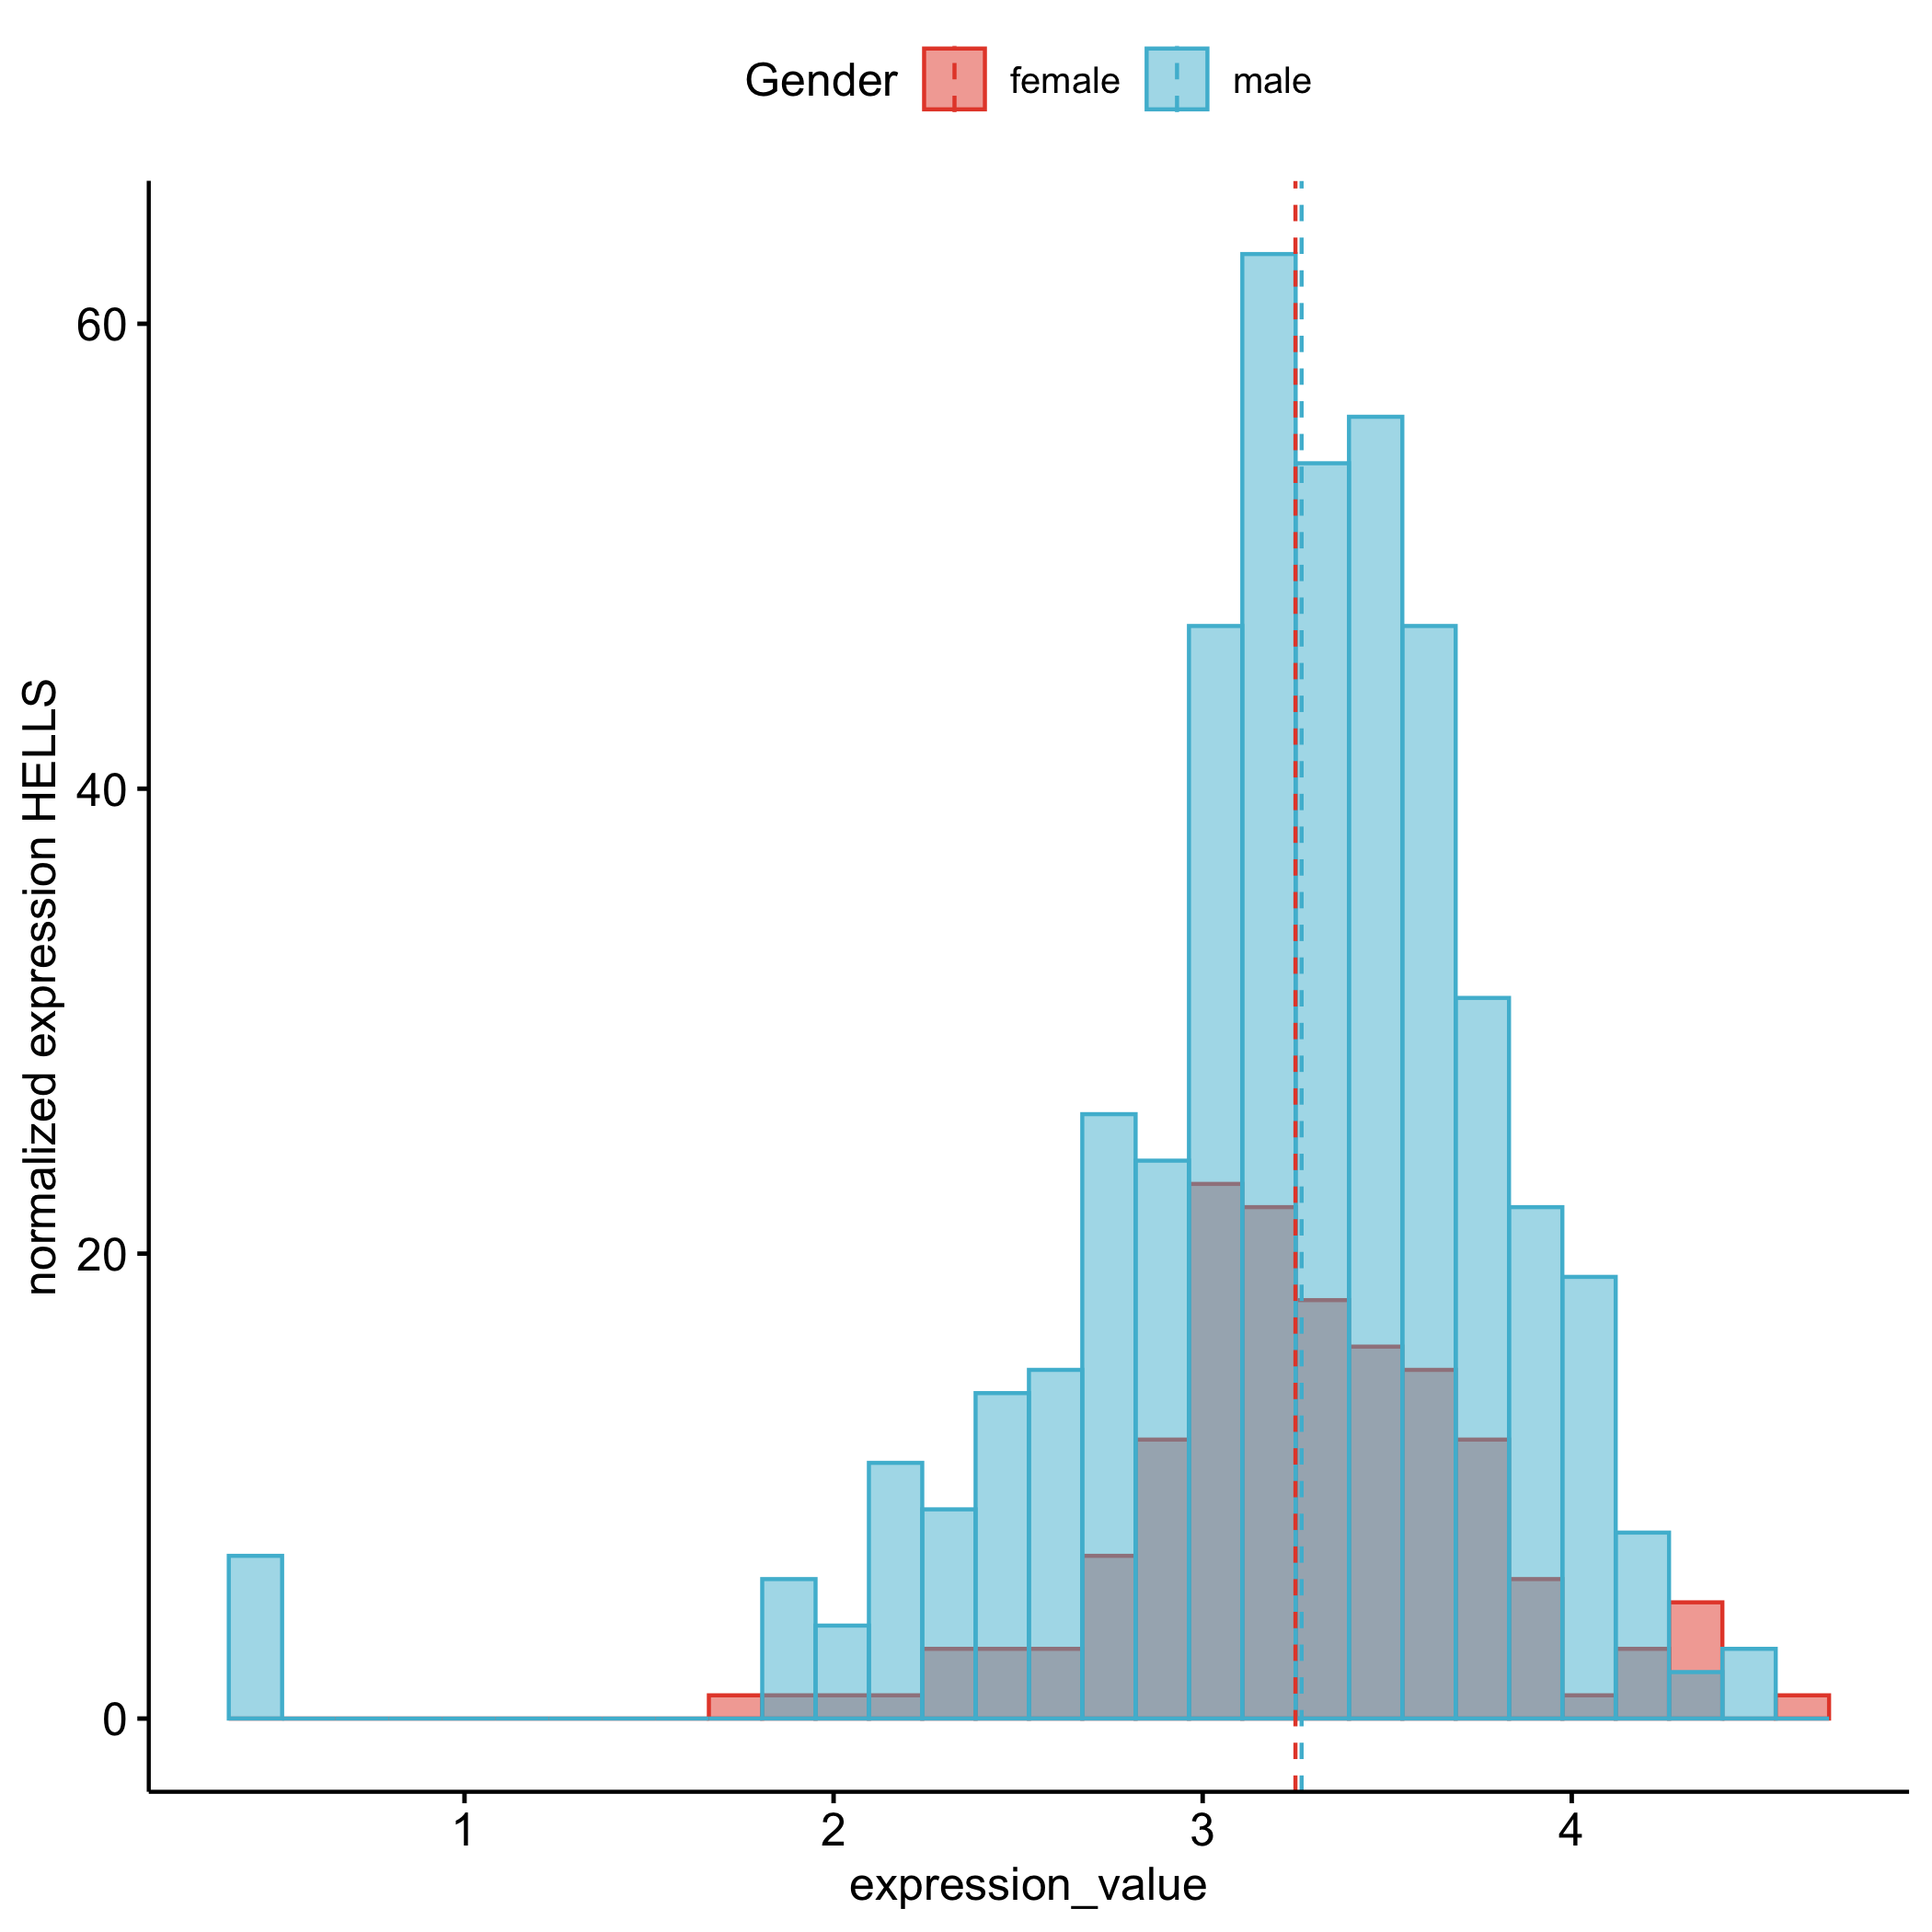 Gender female male
60
40
20
0
normalized expression HELLS
1 2 3 4
expression_value